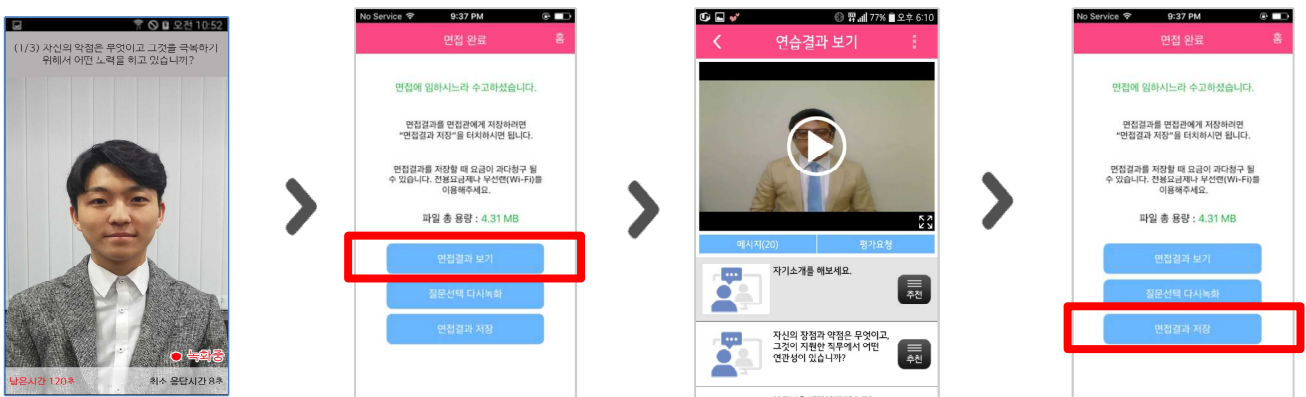 오전 10:52
(1/3) 자신의 약점은 무엇이고 그것을 극복하기
위해서 어떤 노력을 하고 있습니까?
녹화중
남은시간 120초
최소 응답시간 8초
No Service
9:37 PM
면접 완료
홈
면접에 임하시느라 수고하셨습니다.
면접결과를 면접관에게 저장하려면
"면접결과 저장"을 터치하시면 됩니다.
면접결과를 저장할 때 요금이 과다청구 될
수 있습니다. 전용요금제나 무선랜(Wi-Fi)를
이용해주세요.
파일 총 용량 : 4.31 MB
면접결과 보기
질문선택 다시녹화
면접결과 저장
77%
오후 6:10
연습결과 보기
메시지(20)
평가요청
자기소개를 해보세요.
추천
자신의 장점과 약점은 무엇이고,
그것이 지원한 직무에서 어떤
연관성이 있습니까?
추천
No Service
9:37 PM
면접 완료
홈
면접에 임하시느라 수고하셨습니다.
면접결과를 면접관에게 저장하려면
"면접결과 저장"을 터치하시면 됩니다.
면접결과를 저장할 때 요금이 과다청구 될
수 있습니다. 전용요금제나 무선랜(Wi-Fi)를
이용해주세요.
파일 총 용량 : 4.31 MB
면접결과 보기
질문선택 다시녹화
면접결과 저장